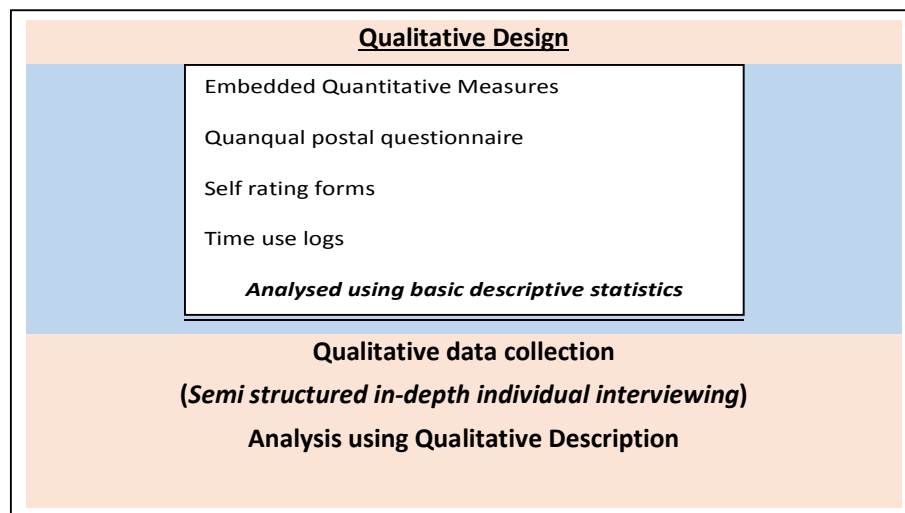 Qualitative Design
Embedded Quantitative Measures
Quanqual postal questionnaire
Self rating forms
Time use logs
Analysed using basic descriptive statistics
Qualitative data collection
(Semi structured in-depth individual interviewing)
Analysis using Qualitative Description